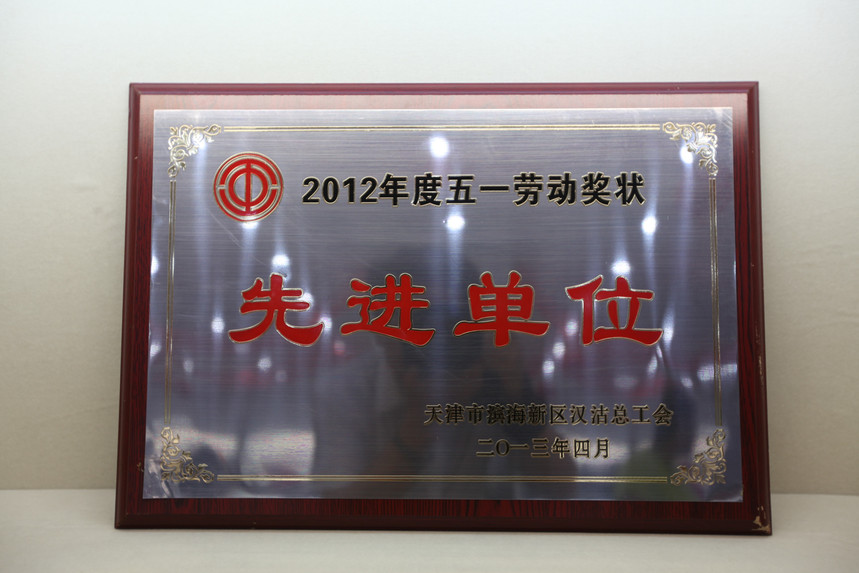 2012年度五一劳动奖状
先进单位
天津市滨海新区汉沽总工会
二〇一三年四月